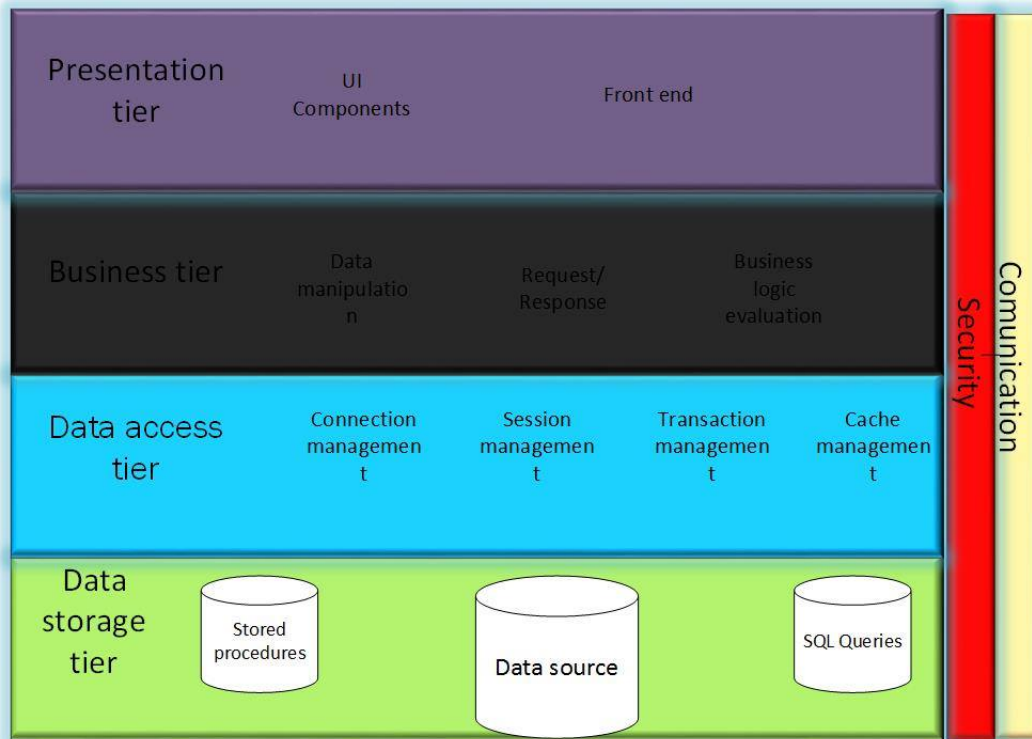 Presentation
tier
UI
Components
Front end
Business tier
Data
manipulatio
n
Request/
Response
Business
logic
evaluation
Data access
tier
Connection
managemen
t
Session
managemen
t
Transaction
managemen
t
Cache
managemen
t
Data
storage
tier
Stored
procedures
Data source
SQL Queries
Security
Comunication